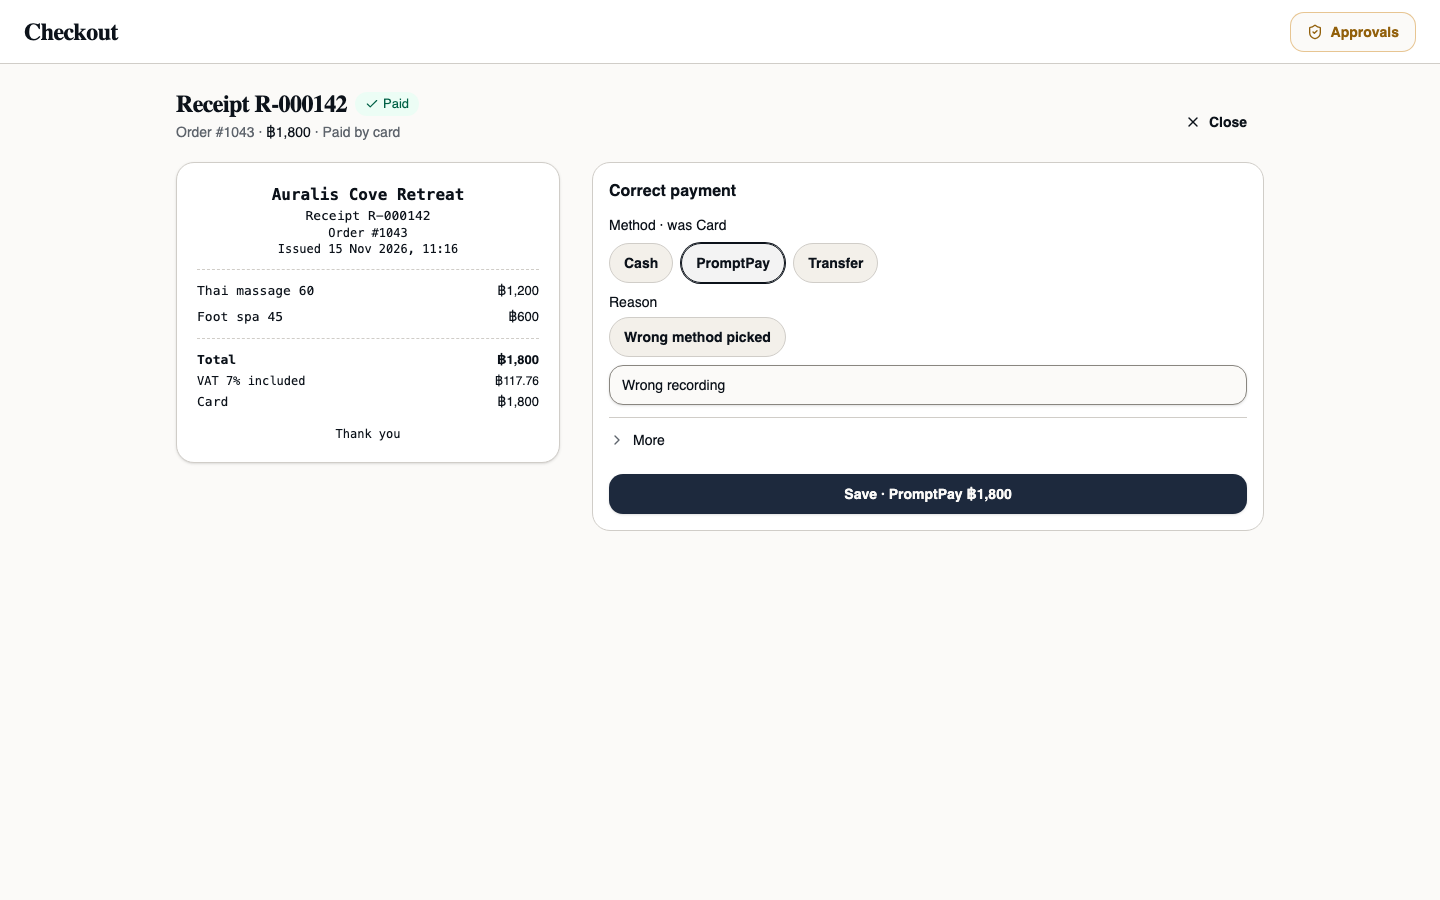 Checkout
Approvals
Receipt R-000142
Paid
Order #1043 · ฿1,800 · Paid by card
Close
Auralis Cove Retreat
Receipt R-000142
Order #1043
Issued 15 Nov 2026, 11:16
Thai massage 60 ฿1,200
Foot spa 45 ฿600
Total ฿1,800
VAT 7% included ฿117.76
Card ฿1,800
Thank you
Correct payment
Method · was Card
Cash PromptPay Transfer
Reason
Wrong method picked
Wrong recording
More
Save · PromptPay ฿1,800